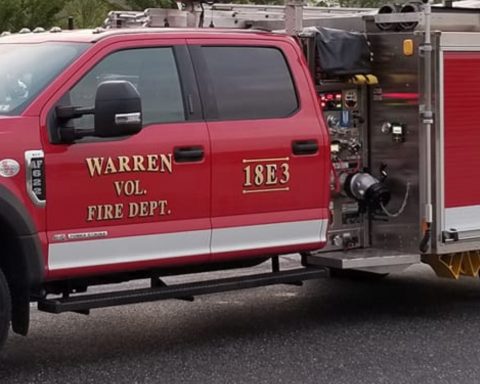 WARREN
VOL.
FIRE DEPT.
18E3